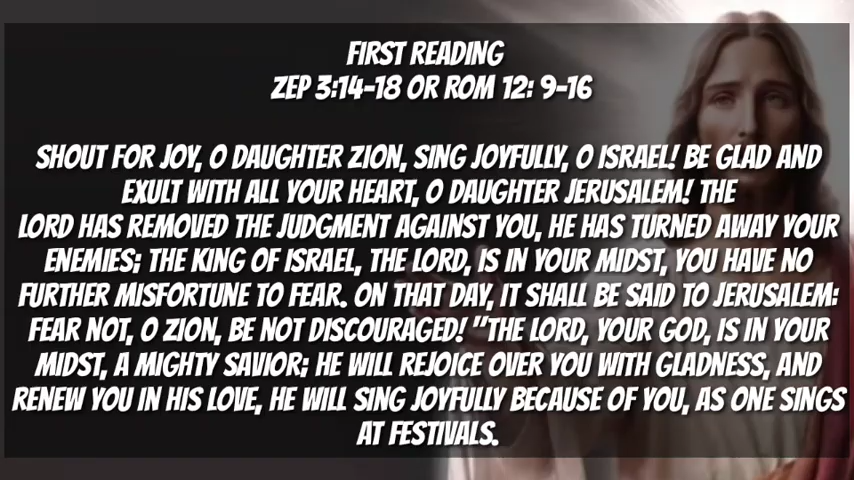 FIRST READING
ZEP 3:14-18 OR ROM 12: 9-16
SHOUT FOR JOY, O DAUGHTER ZION, SING JOYFULLY, O ISRAEL! BE GLAD AND
EXULT WITH ALL YOUR HEART, O DAUGHTER JERUSALEM! THE
LORD HAS REMOVED THE JUDGMENT AGAINST YOU, HE HAS TURNED AWAY YOUR
ENEMIES; THE KING OF ISRAEL, THE LORD, IS IN YOUR MIDST, YOU HAVE NO
FURTHER MISFORTUNE TO FEAR. ON THAT DAY, IT SHALL BE SAID TO JERUSALEM:
FEAR NOT, O ZION, BE NOT DISCOURAGED! "THE LORD, YOUR GOD, IS IN YOUR
MIDST, A MIGHTY SAVIOR; HE WILL REJOICE OVER YOU WITH GLADNESS, AND
RENEW YOU IN HIS LOVE, HE WILL SING JOYFULLY BECAUSE OF YOU, AS ONE SINGS
AT FESTIVALS.